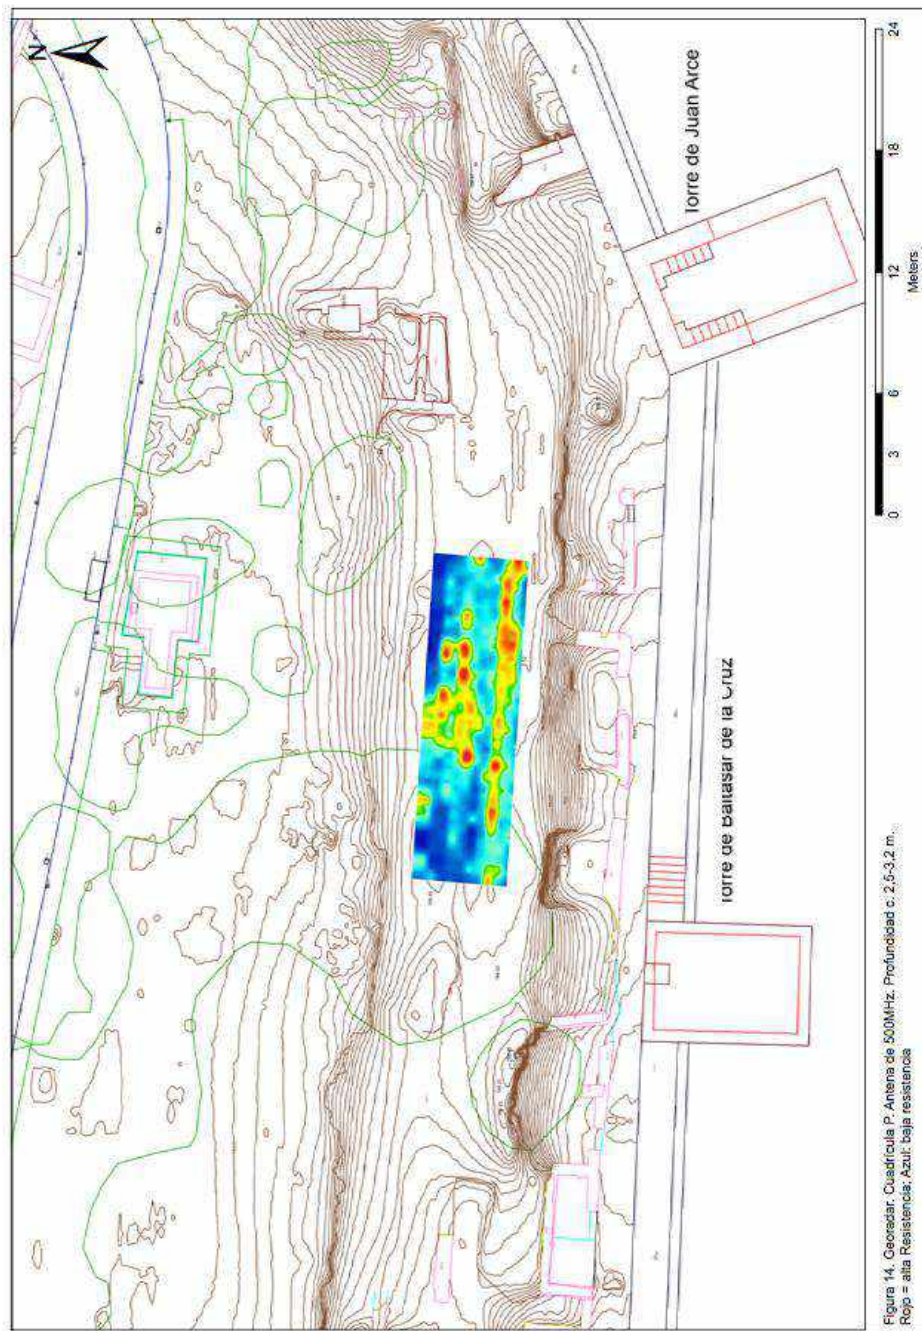 N
Torre de Juan Arce
Torre de Baltasar de la Cruz
0 3 6 12 18 24
Meters
Figura 14. Georadar. Cuadrícula P. Antena de 500MHz. Profundidad c. 2,5-3,2 m..
Rojo = alta Resistencia; Azul: baja resistencia